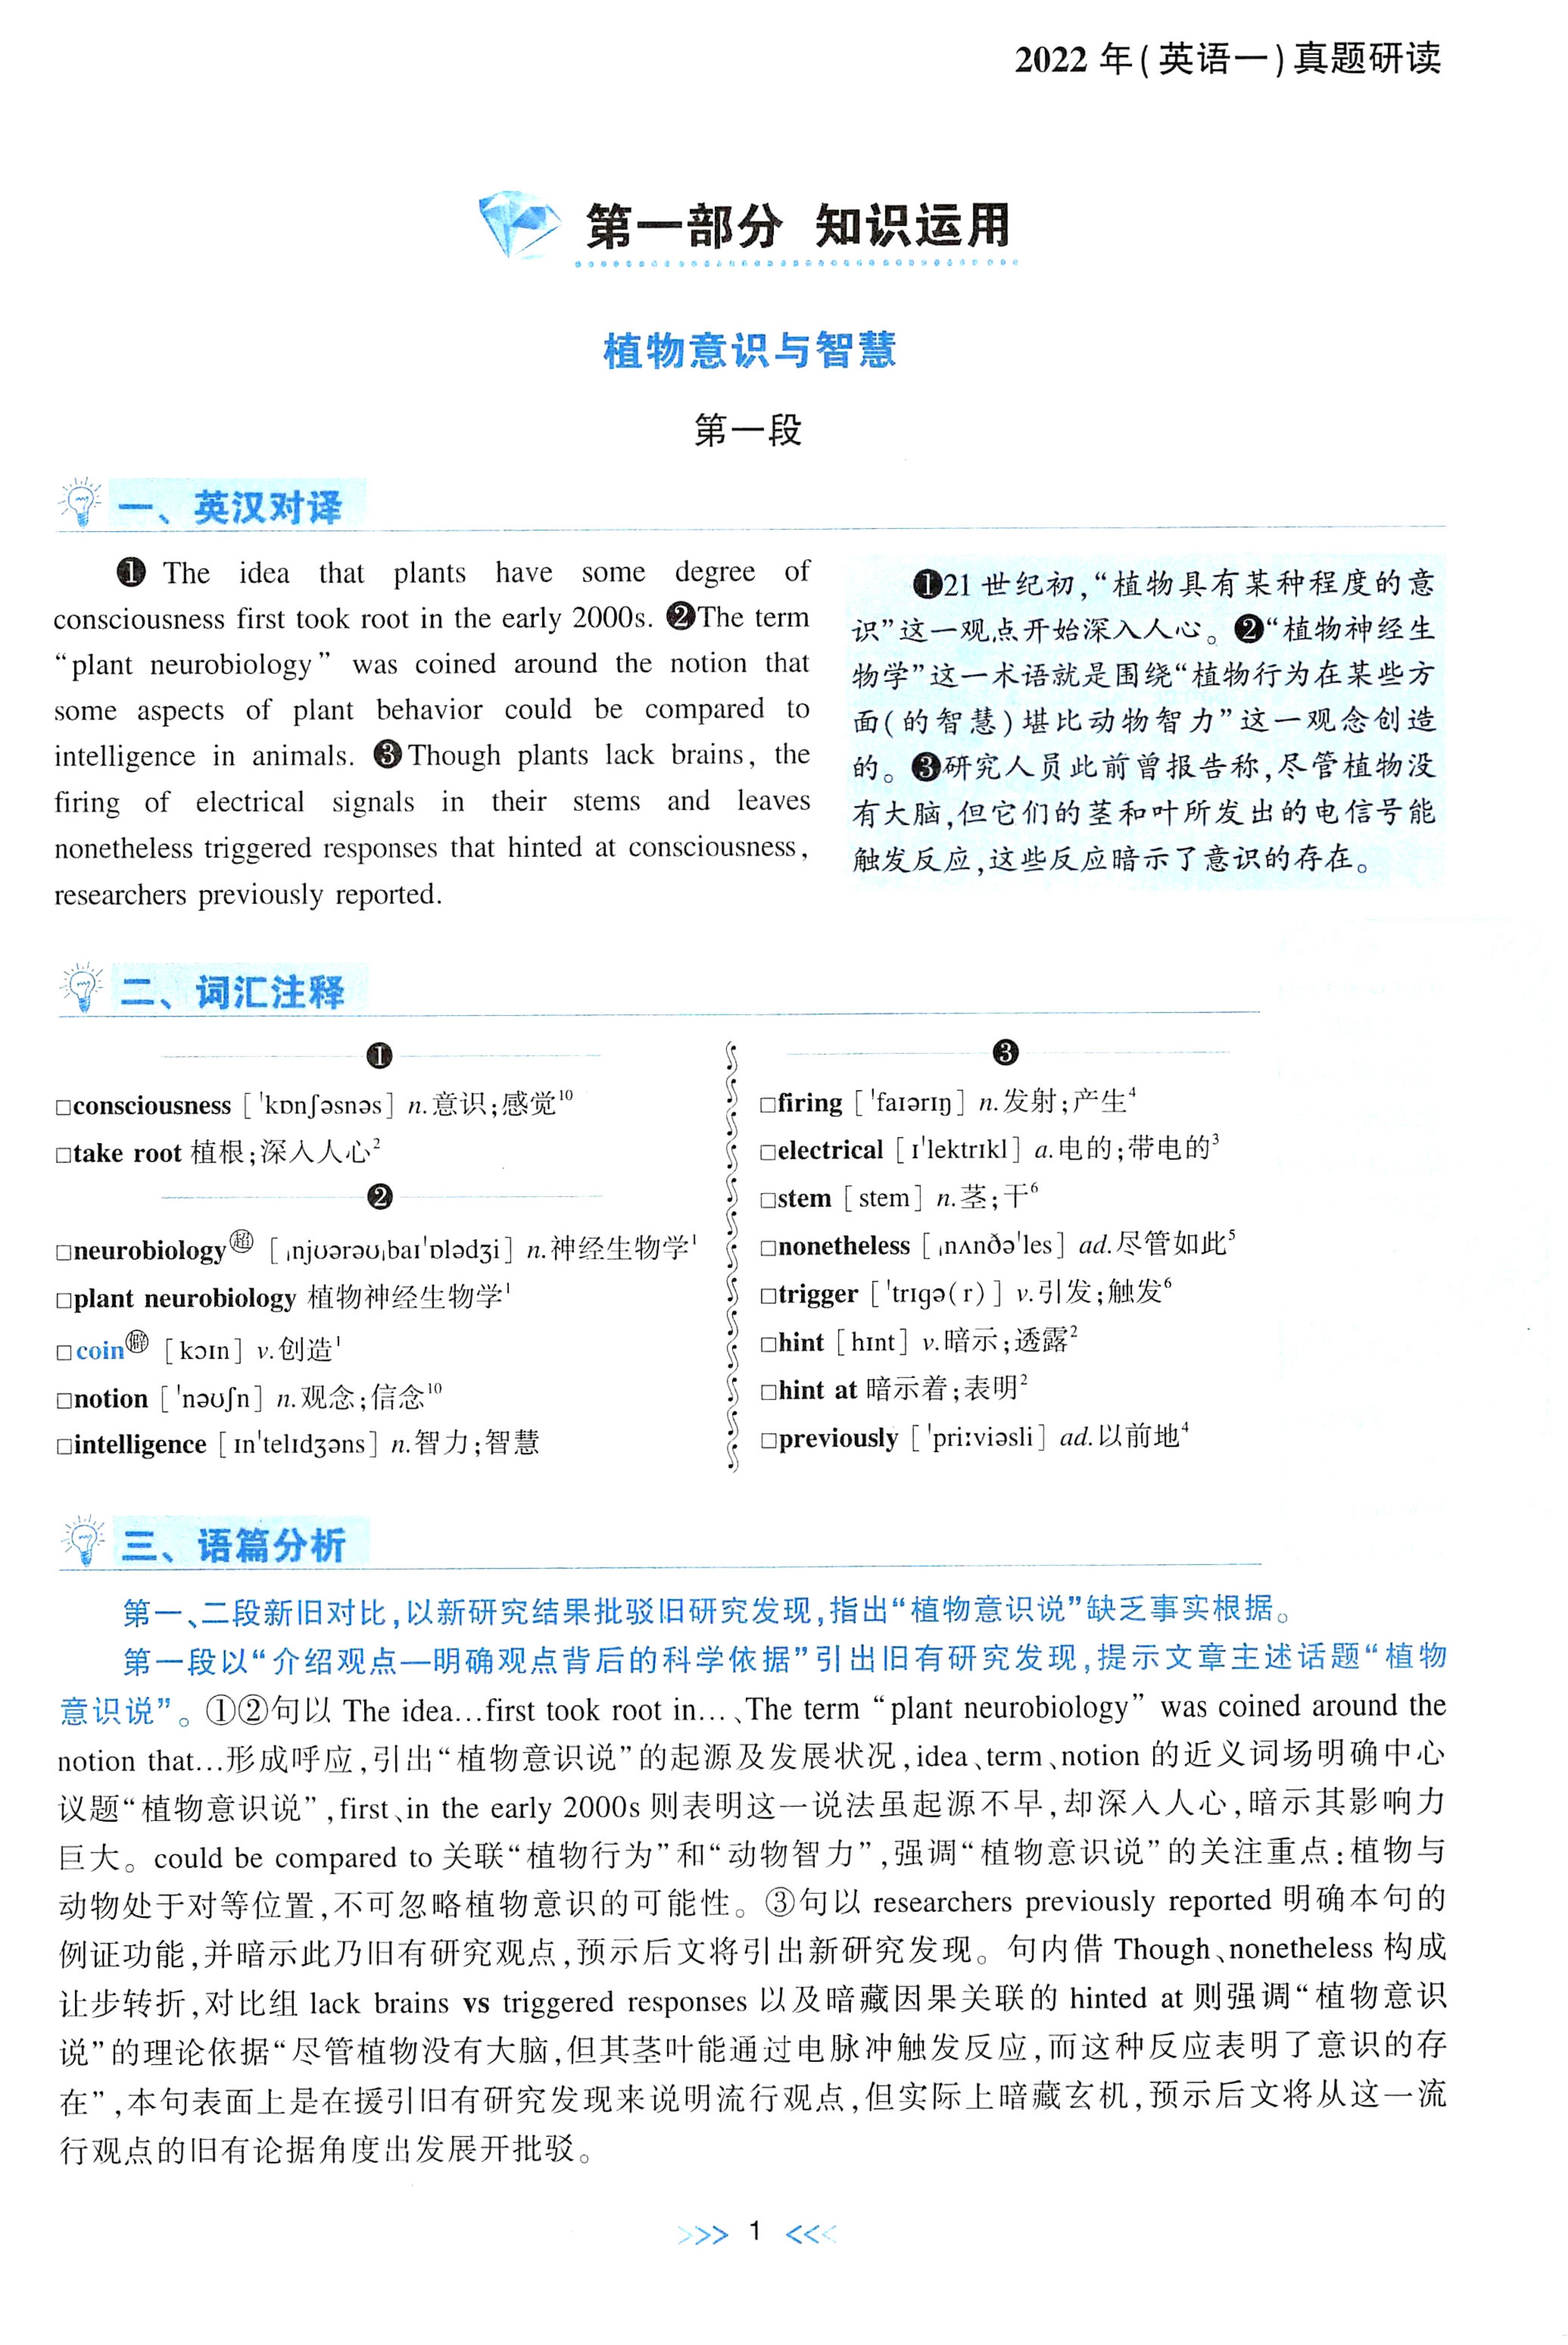 2022 年(英语一)真题研读
第一部分 知识运用
植物意识与智慧
第一段
一、英汉对译
❶ The idea that plants have some degree of
consciousness first took root in the early 2000s. ❷The term
“plant neurobiology” was coined around the notion that
some aspects of plant behavior could be compared to
intelligence in animals. ❸Though plants lack brains, the
firing of electrical signals in their stems and leaves
nonetheless triggered responses that hinted at consciousness,
researchers previously reported.
❶21 世纪初,“植物具有某种程度的意
识”这一观点开始深入人心。❷“植物神经生
物学”这一术语就是围绕“植物行为在某些方
面(的智慧)堪比动物智力”这一观念创造
的。❸研究人员此前曾报告称,尽管植物没
有大脑,但它们的茎和叶所发出的电信号能
触发反应,这些反应暗示了意识的存在。
二、词汇注释
❶
□consciousness [ˈkɒnʃəsnəs] n.意识;感觉¹⁰
□take root 植根;深入人心²
❷
□neurobiology㊣超 [ˌnjʊərəʊˌbaɪˈɒlədʒi] n.神经生物学¹
□plant neurobiology 植物神经生物学¹
□coin僻 [kɔɪn] v.创造¹
□notion [ˈnəʊʃn] n.观念;信念¹⁰
□intelligence [ɪnˈtelɪdʒəns] n.智力;智慧
❸
□firing [ˈfaɪərɪŋ] n.发射;产生⁴
□electrical [ɪˈlektrɪkl] a.电的;带电的³
□stem [stem] n.茎;干⁶
□nonetheless [ˌnʌnðəˈles] ad.尽管如此⁵
□trigger [ˈtrɪɡə(r)] v.引发;触发⁶
□hint [hɪnt] v.暗示;透露²
□hint at 暗示着;表明²
□previously [ˈpriːviəsli] ad.以前地⁴
三、语篇分析
第一、二段新旧对比,以新研究结果批驳旧研究发现,指出“植物意识说”缺乏事实根据。
第一段以“介绍观点—明确观点背后的科学依据”引出旧有研究发现,提示文章主述话题“植物
意识说”。①②句以 The idea...first took root in...、The term “plant neurobiology” was coined around the
notion that...形成呼应,引出“植物意识说”的起源及发展状况,idea、term、notion 的近义词场明确中心
议题“植物意识说”,first、in the early 2000s 则表明这一说法虽起源不早,却深入人心,暗示其影响力
巨大。could be compared to 关联“植物行为”和“动物智力”,强调“植物意识说”的关注重点:植物与
动物处于对等位置,不可忽略植物意识的可能性。③句以 researchers previously reported 明确本句的
例证功能,并暗示此乃旧有研究观点,预示后文将引出新研究发现。句内借 Though、nonetheless 构成
让步转折,对比组 lack brains vs triggered responses 以及暗藏因果关联的 hinted at 则强调“植物意识
说”的理论依据“尽管植物没有大脑,但其茎叶能通过电脉冲触发反应,而这种反应表明了意识的存
在”,本句表面上是在援引旧有研究发现来说明流行观点,但实际上暗藏玄机,预示后文将从这一流
行观点的旧有论据角度出发展开批驳。
>>> 1 <<<